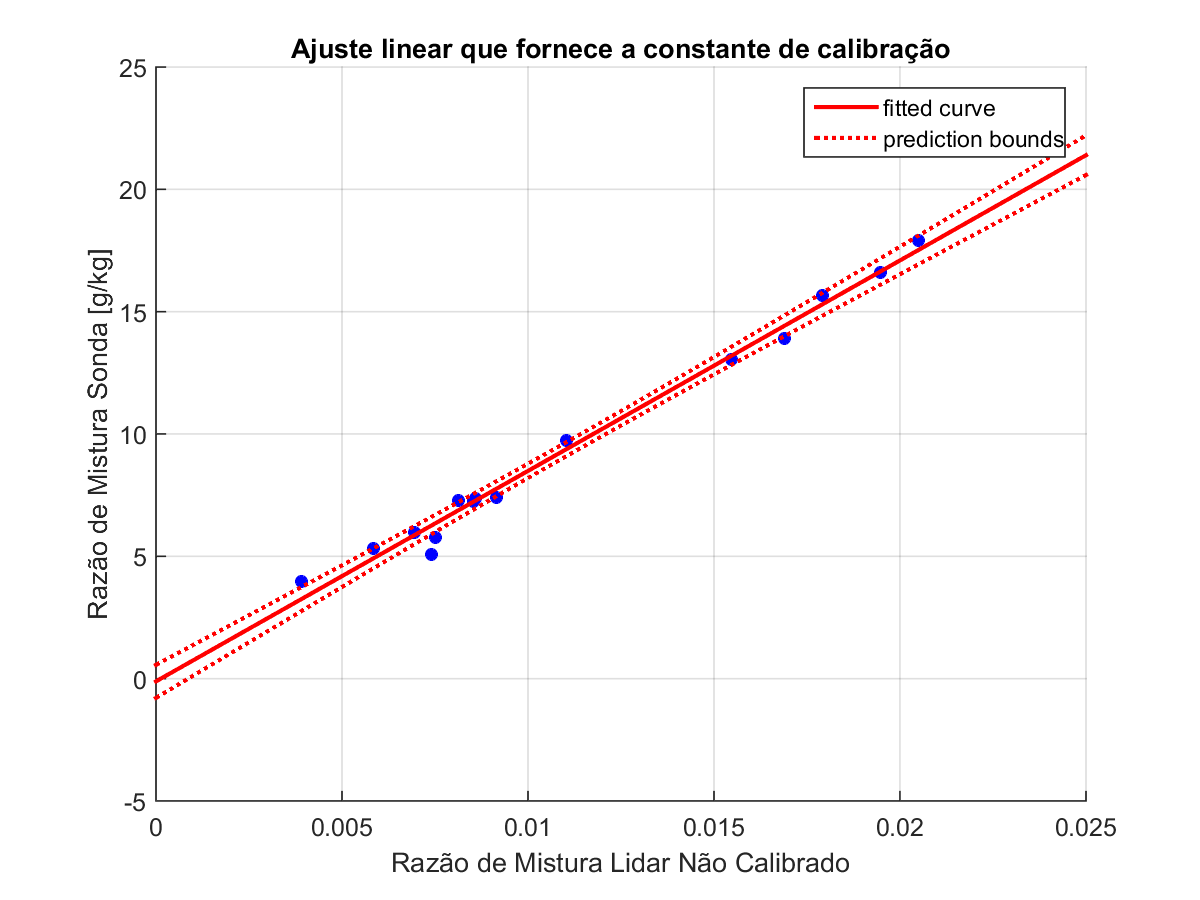 Ajuste linear que fornece a constante de calibração
fitted curve
prediction bounds
25
20
15
10
5
0
-5
Razão de Mistura Sonda [g/kg]
0
0.005
0.01
0.015
0.02
0.025
Razão de Mistura Lidar Não Calibrado